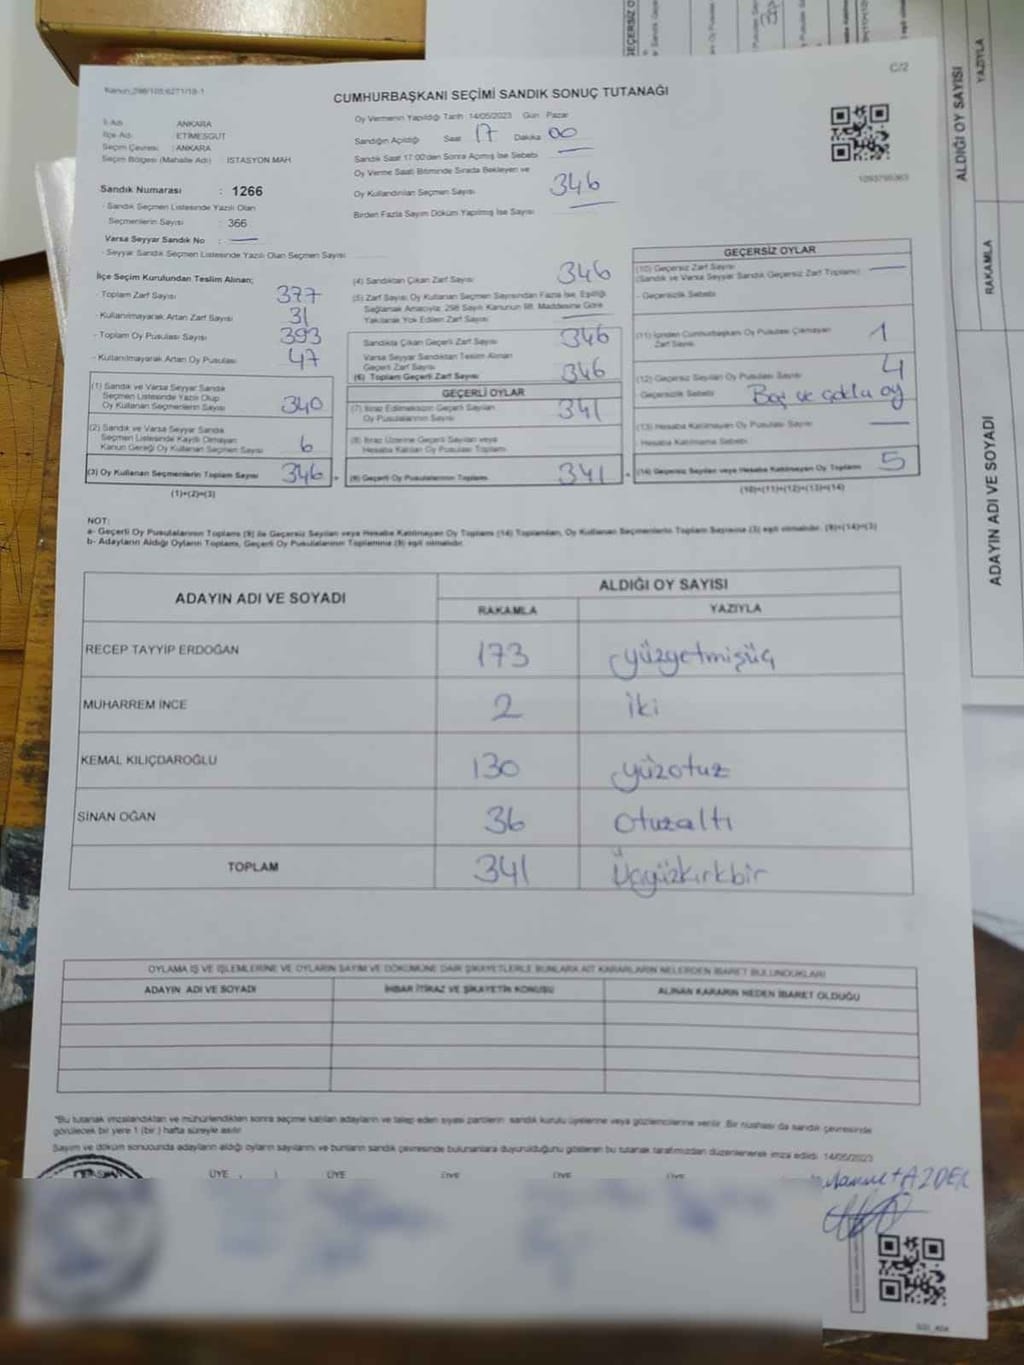 C/2
Kanun,298/105;6271/18-1
CUMHURBAŞKANI SEÇİMİ SANDIK SONUÇ TUTANAĞI
İl Adı : ANKARA
İlçe Adı : ETİMESGUT
Seçim Çevresi : ANKARA
Seçim Bölgesi (Mahalle Adı) İSTASYON MAH.
Sandık Numarası : 1266
- Sandık Seçmen Listesinde Yazılı Olan
Seçmenlerin Sayısı : 366
Varsa Seyyar Sandık No : —
- Seyyar Sandık Seçmen Listesinde Yazılı Olan Seçmen Sayısı
Oy Vermenin Yapıldığı Tarih :14/05/2023 Gün : Pazar
Sandığın Açıldığı Saat 17 Dakika 00
Sandık Saat 17:00'den Sonra Açılmış İse Sebebi —
Oy Verme Saati Bitiminde Sırada Bekleyen ve
Oy Kullandırılan Seçmen Sayısı 346
Birden Fazla Sayım Döküm Yapılmış İse Sayısı —
İlçe Seçim Kurulundan Teslim Alınan;
- Toplam Zarf Sayısı 377
- Kullanılmayarak Artan Zarf Sayısı 31
- Toplam Oy Pusulası Sayısı 393
- Kullanılmayarak Artan Oy Pusulası 47
(1) Sandık ve Varsa Seyyar Sandık
Seçmen Listesinde Yazılı Olup
Oy Kullanan Seçmenlerin Sayısı 340
(2) Sandık ve Varsa Seyyar Sandık
Seçmen Listesinde Kayıtlı Olmayan
Kanun Gereği Oy Kullanan Seçmen Sayısı 6
(3) Oy Kullanan Seçmenlerin Toplam Sayısı 346
(1)+(2)=(3)
(4) Sandıktan Çıkan Zarf Sayısı 346
(5) Zarf Sayısı, Oy Kullanan Seçmen Sayısından Fazla İse, Eşitliği
Sağlamak Amacıyla, 298 Sayılı Kanunun 98. Maddesine Göre
Yakılarak Yok Edilen Zarf Sayısı —
Sandıkta Çıkan Geçerli Zarf Sayısı 346
Varsa Seyyar Sandıktan Teslim Alınan
Geçerli Zarf Sayısı
(6) Toplam Geçerli Zarf Sayısı 346
GEÇERLİ OYLAR
(7) İtiraz Edilmeksizin Geçerli Sayılan
Oy Pusulalarının Sayısı 341
(8) İtiraz Üzerine Geçerli Sayılan veya
Hesaba Katılan Oy Pusulaları Toplamı
(9) Geçerli Oy Pusulalarının Toplamı 341
GEÇERSİZ OYLAR
(10) Geçersiz Zarf Sayısı
(Sandık ve Varsa Seyyar Sandık Geçersiz Zarf Toplamı) —
- Geçersizlik Sebebi
(11) İçinden Cumhurbaşkanı Oy Pusulası Çıkmayan
Zarf Sayısı 1
(12) Geçersiz Sayılan Oy Pusulası Sayısı 4
Geçersizlik Sebebi Boş ve çoklu oy
(13) Hesaba Katılmayan Oy Pusulası Sayısı —
Hesaba Katılmama Sebebi
(14) Geçersiz Sayılan veya Hesaba Katılmayan Oy Toplamı 5
(10)+(11)+(12)+(13)=(14)
NOT:
a- Geçerli Oy Pusulalarının Toplamı (9) ile Geçersiz Sayılan veya Hesaba Katılmayan Oy Toplamı (14) Toplamları, Oy Kullanan Seçmenlerin Toplam Sayısına (3) eşit olmalıdır. (9)+(14)=(3)
b- Adayların Aldığı Oyların Toplamı, Geçerli Oy Pusulalarının Toplamına (9) eşit olmalıdır.
ADAYIN ADI VE SOYADI ALDIĞI OY SAYISI
RAKAMLA YAZIYLA
RECEP TAYYİP ERDOĞAN 173 yüzyetmişüç
MUHARREM İNCE 2 iki
KEMAL KILIÇDAROĞLU 130 yüzotuz
SİNAN OĞAN 36 otuzaltı
TOPLAM 341 Üçyüzkırkbir
OYLAMA İŞ VE İŞLEMLERİNE VE OYLARIN SAYIM VE DÖKÜMÜNE DAİR ŞİKAYETLERLE BUNLARA AİT KARARLARIN NELERDEN İBARET BULUNDUKLARI
ADAYIN ADI VE SOYADI İHBAR İTİRAZ VE ŞİKAYETİN KONUSU ALINAN KARARIN NEDEN İBARET OLDUĞU
"Bu tutanak imzalandıktan ve mühürlendikten sonra seçime katılan adayların ve talep eden siyasi partilerin sandık kurulu üyelerine veya gözlemcilerine verilir. Bir nüshası da sandık çevresinde
görülecek bir yere 1 (bir ) hafta süreyle asılır.
Sayım ve döküm sonucunda adayların aldığı oyların sayılarını ve bunların sandık çevresinde bulunanlara duyurulduğunu gösteren bu tutanak tarafımızdan düzenlenerek imza edildi. 14/05/2023
ÜYE ÜYE ÜYE ÜYE ÜYE
ALDIĞI OY SAYISI
YAZIYLA
RAKAMLA
ADAYIN ADI VE SOYADI